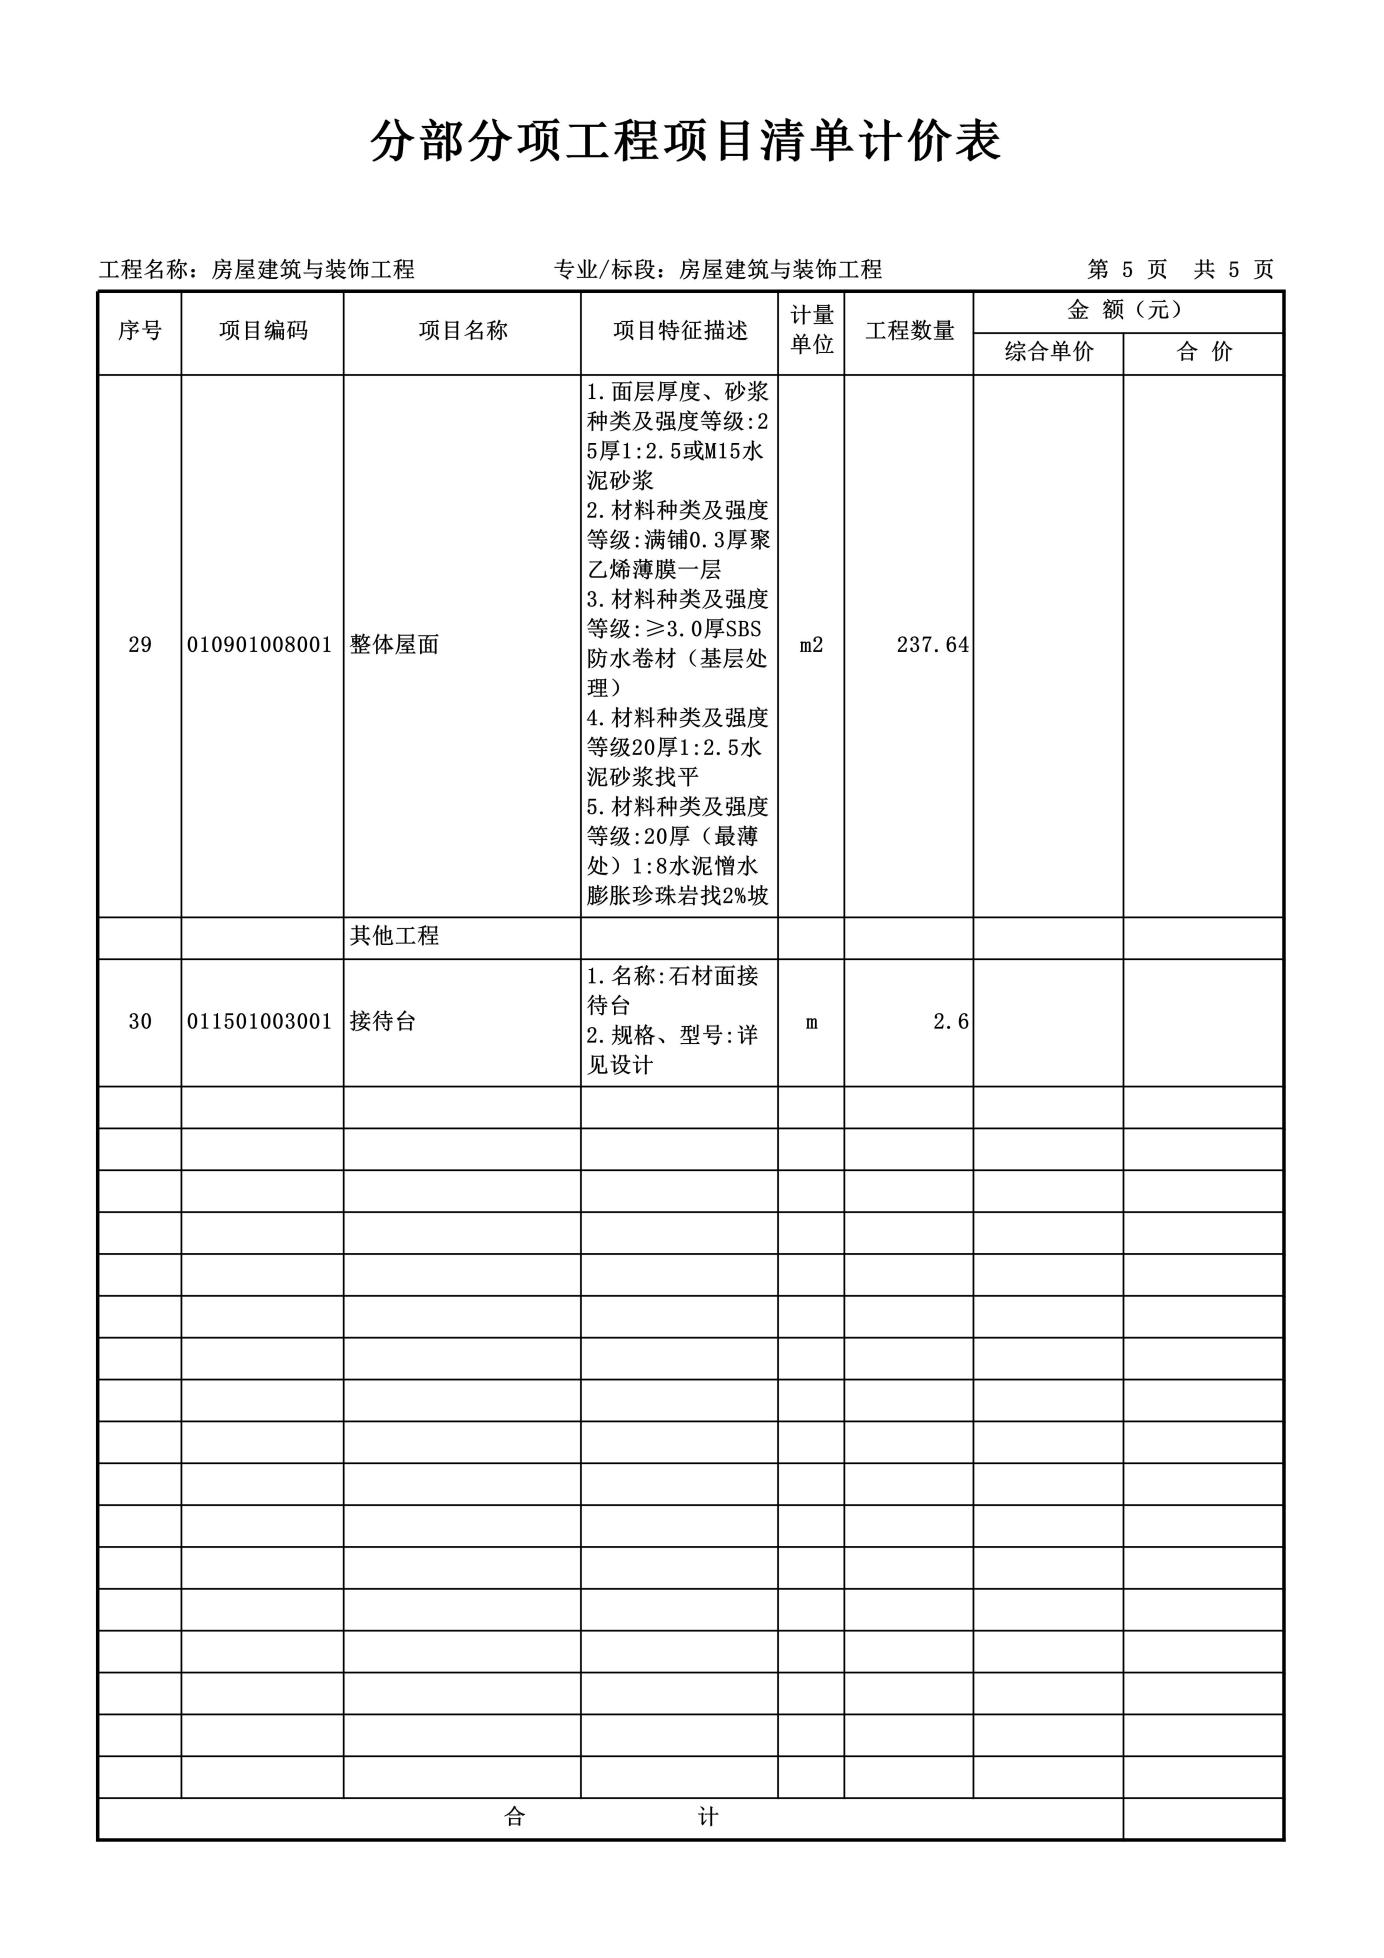 分部分项工程项目清单计价表
工程名称：房屋建筑与装饰工程 专业/标段：房屋建筑与装饰工程 第 5 页 共 5 页
序号 项目编码 项目名称 项目特征描述 计量单位 工程数量 金 额（元）
综合单价 合 价
1.面层厚度、砂浆
种类及强度等级:2
5厚1:2.5或M15水
泥砂浆
2.材料种类及强度
等级:满铺0.3厚聚
乙烯薄膜一层
3.材料种类及强度
等级:≥3.0厚SBS
29 010901008001 整体屋面 防水卷材（基层处 m2 237.64
理）
4.材料种类及强度
等级20厚1:2.5水
泥砂浆找平
5.材料种类及强度
等级:20厚（最薄
处）1:8水泥憎水
膨胀珍珠岩找2%坡
其他工程
1.名称:石材面接
待台
30 011501003001 接待台 2.规格、型号:详 m 2.6
见设计
合 计